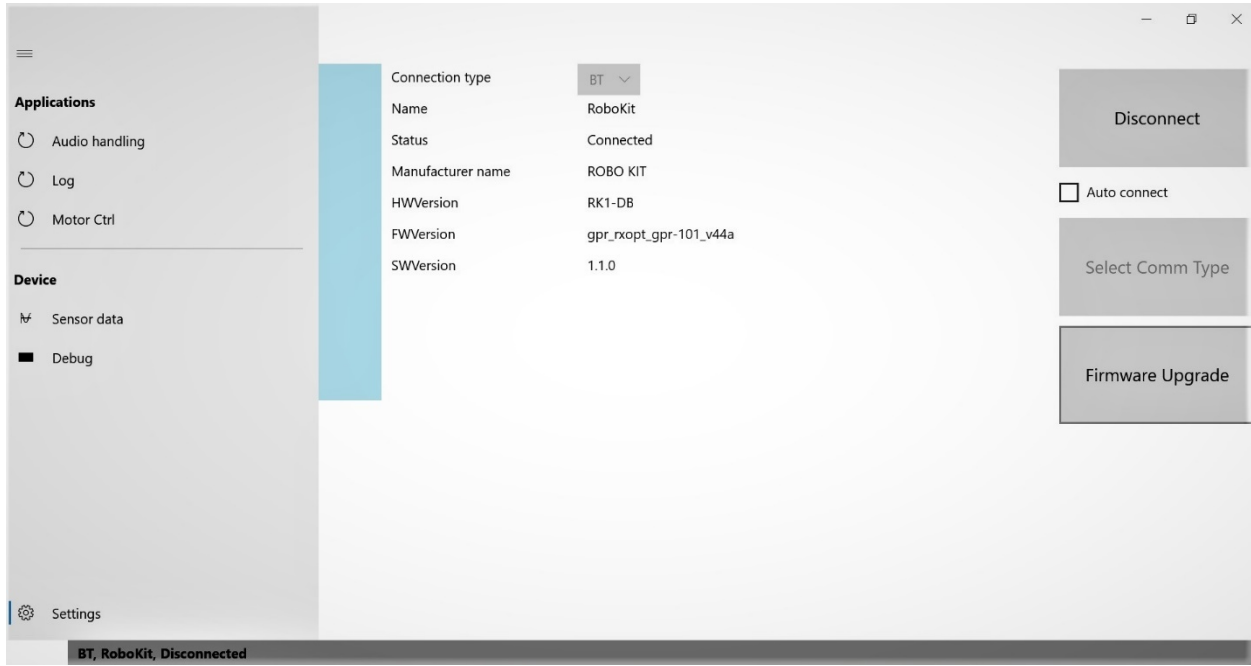 Applications
Audio handling
Log
Motor Ctrl
Device
Sensor data
Debug
Settings
Connection type BT
Name RoboKit
Status Connected
Manufacturer name ROBO KIT
HWVersion RK1-DB
FWVersion gpr_rxopt_gpr-101_v44a
SWVersion 1.1.0
Disconnect
Auto connect
Select Comm Type
Firmware Upgrade
BT, RoboKit, Disconnected